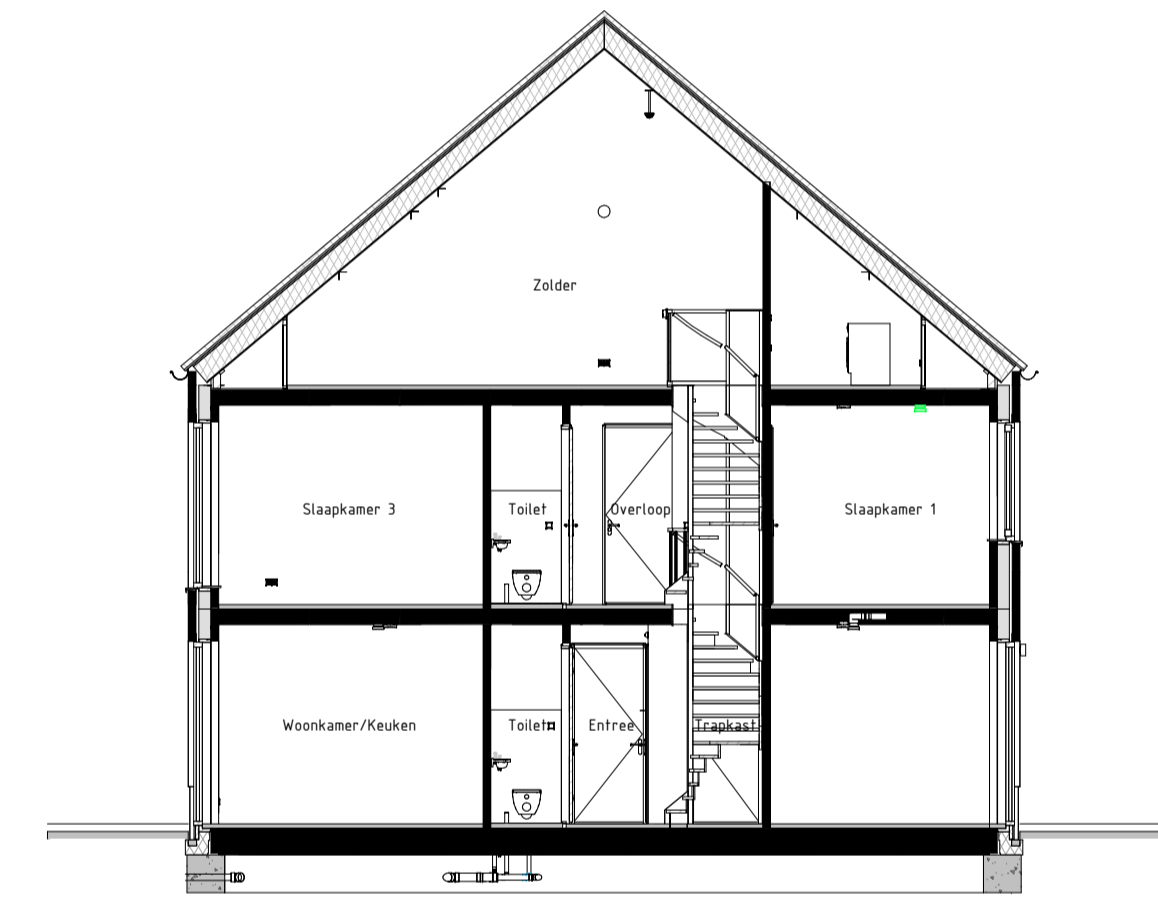 Zolder
Slaapkamer 3
Toilet
Overloop
Slaapkamer 1
Woonkamer/Keuken
Toilet
Entree
Trapkast